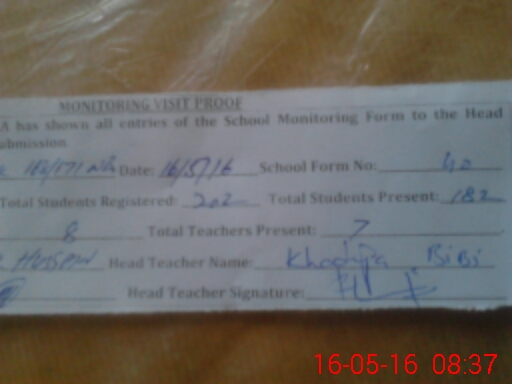 MONITORING VISIT PROOF
A has shown all entries of the School Monitoring Form to the Head
ubmission
Date: 16/5/16 School Form No: 40
Total Students Registered: 202 Total Students Present: 182
8 Total Teachers Present: 7
Head Teacher Name: BiBi
Head Teacher Signature:
16-05-16 08:37